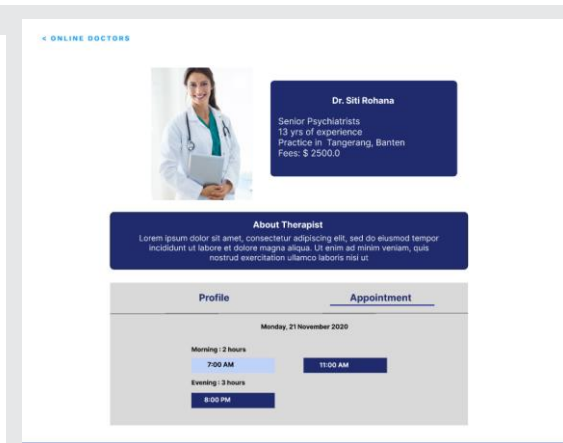 < ONLINE DOCTORS
Dr. Siti Rohana
Senior Psychiatrists
13 yrs of experience
Practice in Tangerang, Banten
Fees: $ 2500.0
About Therapist
Lorem ipsum dolor sit amet, consectetur adipiscing elit, sed do eiusmod tempor
incididunt ut labore et dolore magna aliqua. Ut enim ad minim veniam, quis
nostrud exercitation ullamco laboris nisi ut
Profile Appointment
Monday, 21 November 2020
Morning : 2 hours
7:00 AM 11:00 AM
Evening : 3 hours
8:00 PM